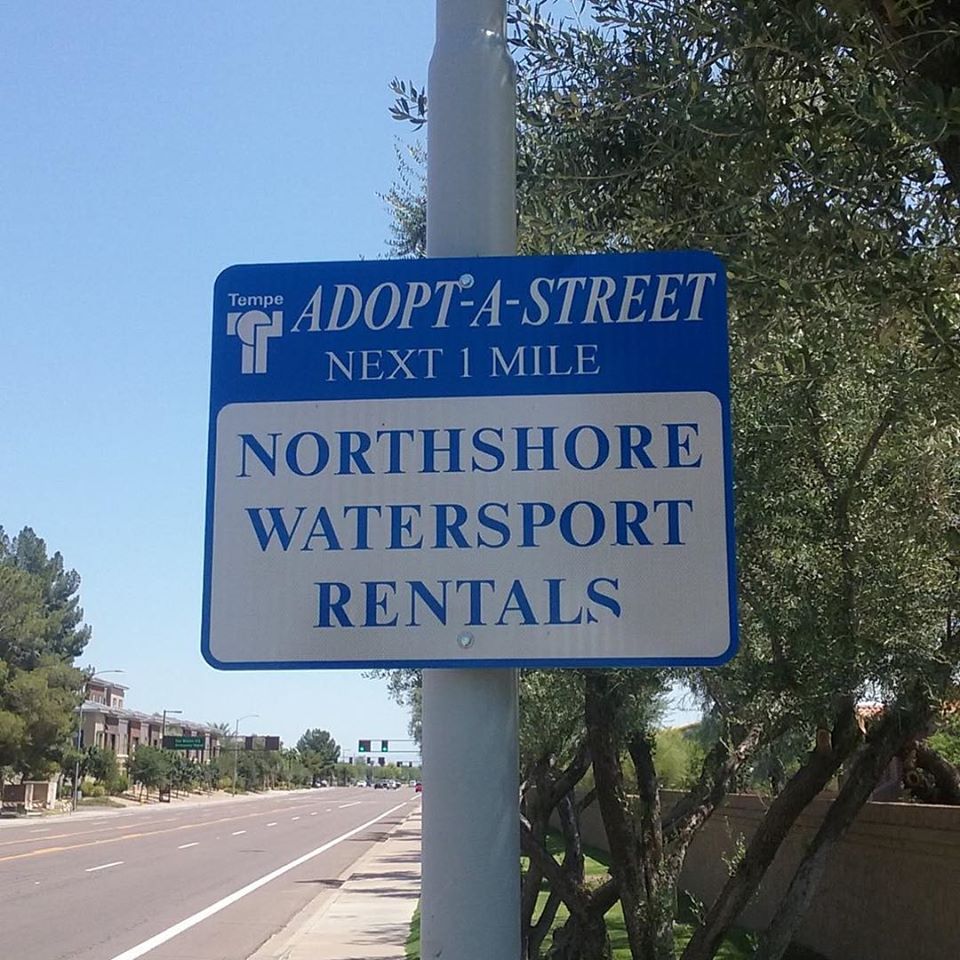 Tempe
ADOPT-A-STREET
NEXT 1 MILE
NORTHSHORE
WATERSPORT
RENTALS